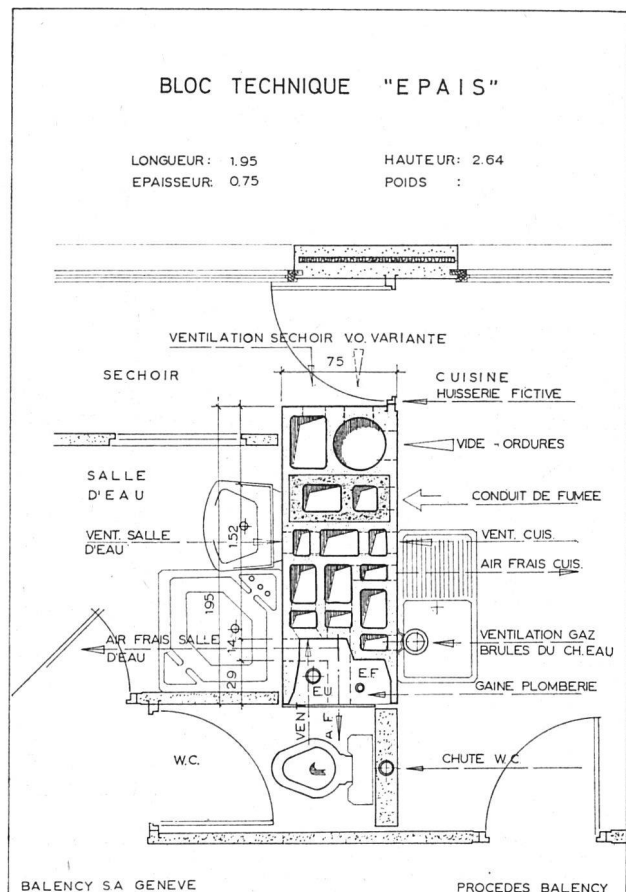 BLOC TECHNIQUE "EPAIS"
LONGUEUR: 1.95
HAUTEUR: 2.64
EPAISSEUR: 0.75
POIDS :
VENTILATION SECHOIR V.O. VARIANTE
75
SECHOIR
CUISINE
HUISSERIE FICTIVE
VIDE-ORDURES
SALLE
D'EAU
CONDUIT DE FUMEE
VENT. SALLE
D'EAU
1.52
VENT. CUIS.
AIR FRAIS CUIS.
195
AIR FRAIS SALLE
D'EAU
14
VENTILATION GAZ
BRULES DU CH.EAU
29
E.U.
E.F.
GAINE PLOMBERIE
VENT
A.F.
W.C.
CHUTE W.C.
BALENCY SA GENEVE
PROCEDES BALENCY